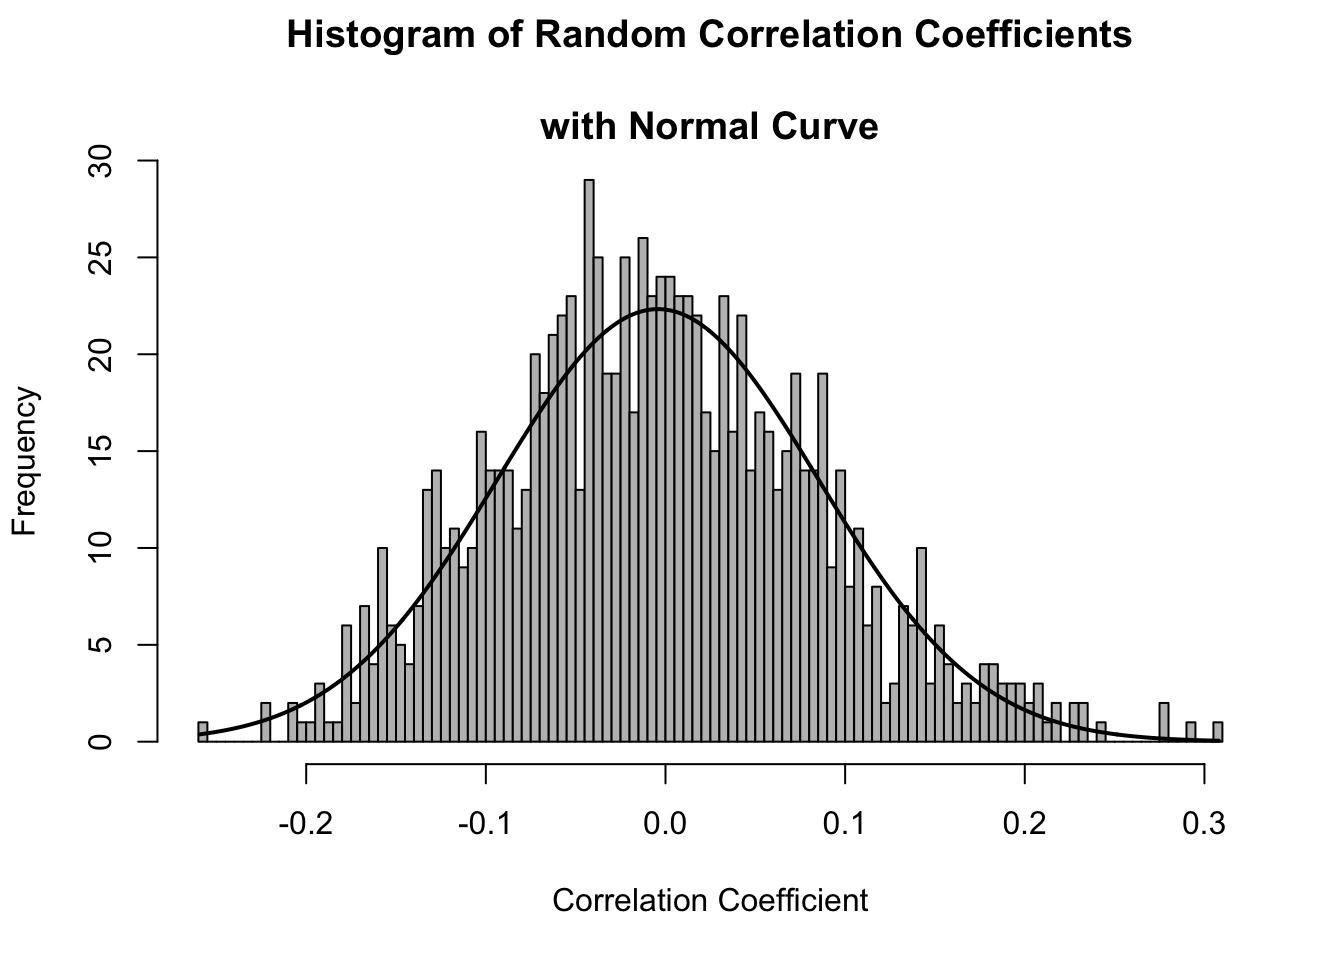 Histogram of Random Correlation Coefficients
with Normal Curve
Frequency
30
25
20
15
10
5
0
-0.2 -0.1 0.0 0.1 0.2 0.3
Correlation Coefficient